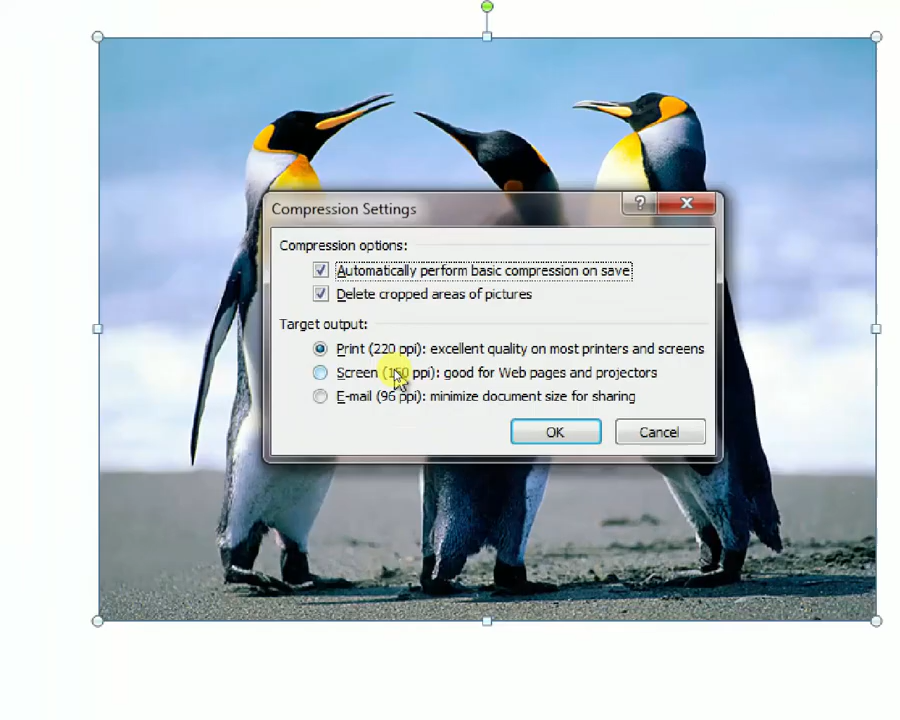 Compression Settings
?
Compression options:
Automatically perform basic compression on save
Delete cropped areas of pictures
Target output:
Print (220 ppi): excellent quality on most printers and screens
Screen (150 ppi): good for Web pages and projectors
E-mail (96 ppi): minimize document size for sharing
OK Cancel